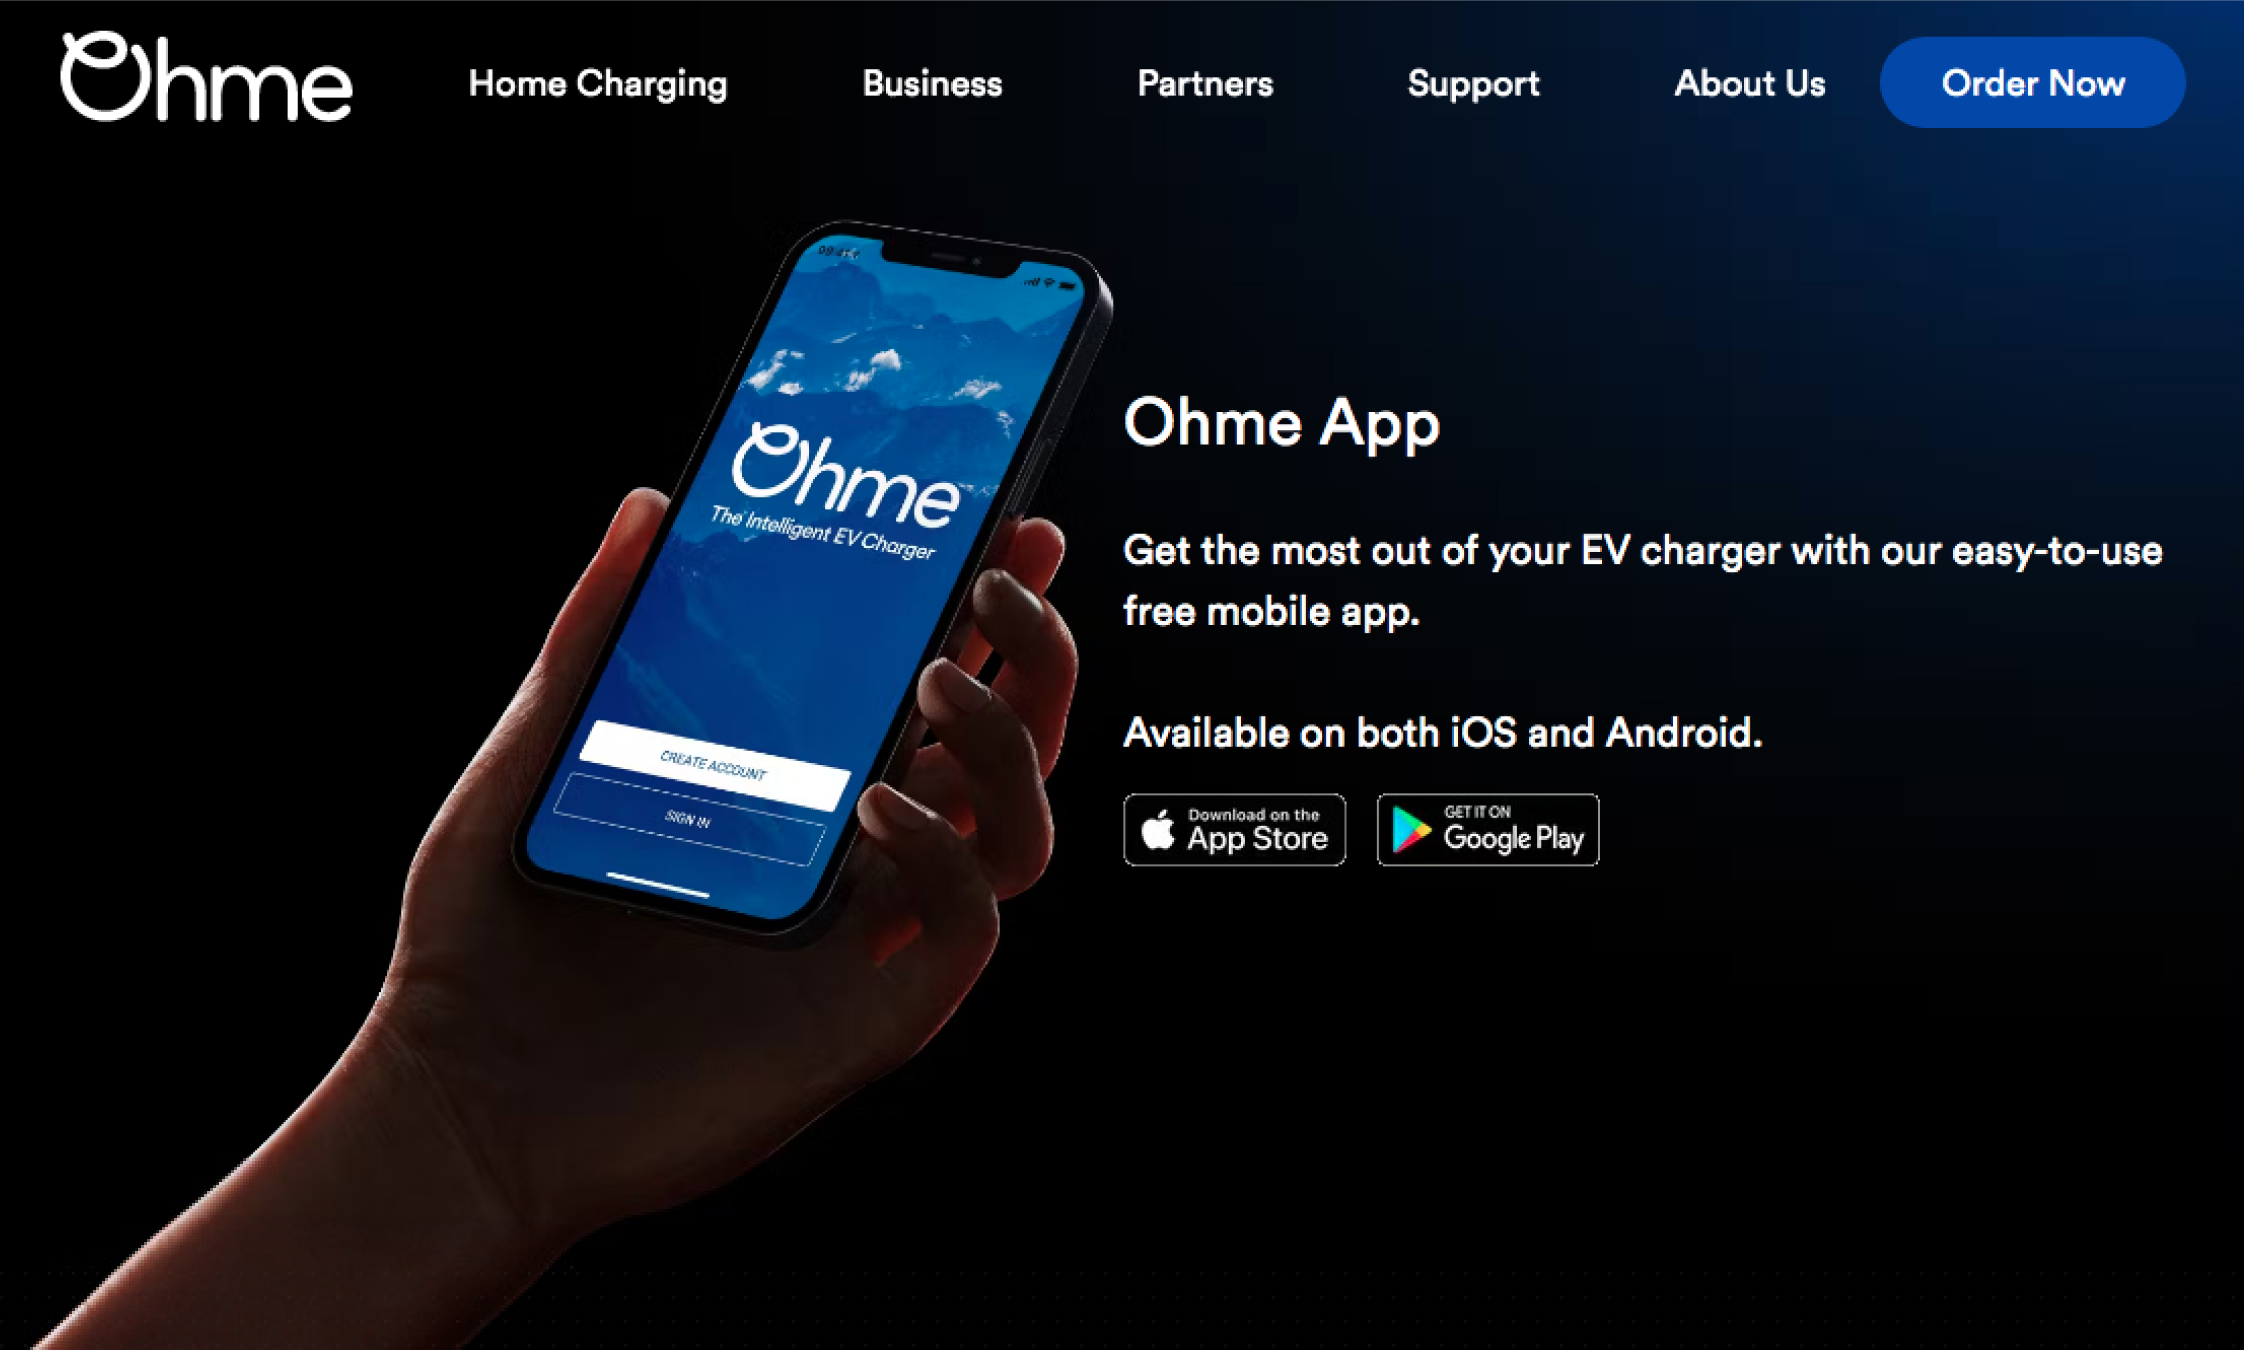 Ohme
Home Charging
Business
Partners
Support
About Us
Order Now
Ohme
The Intelligent EV Charger
CREATE ACCOUNT
SIGN IN
Ohme App
Get the most out of your EV charger with our easy-to-use
free mobile app.
Available on both iOS and Android.
Download on the
App Store
GET IT ON
Google Play